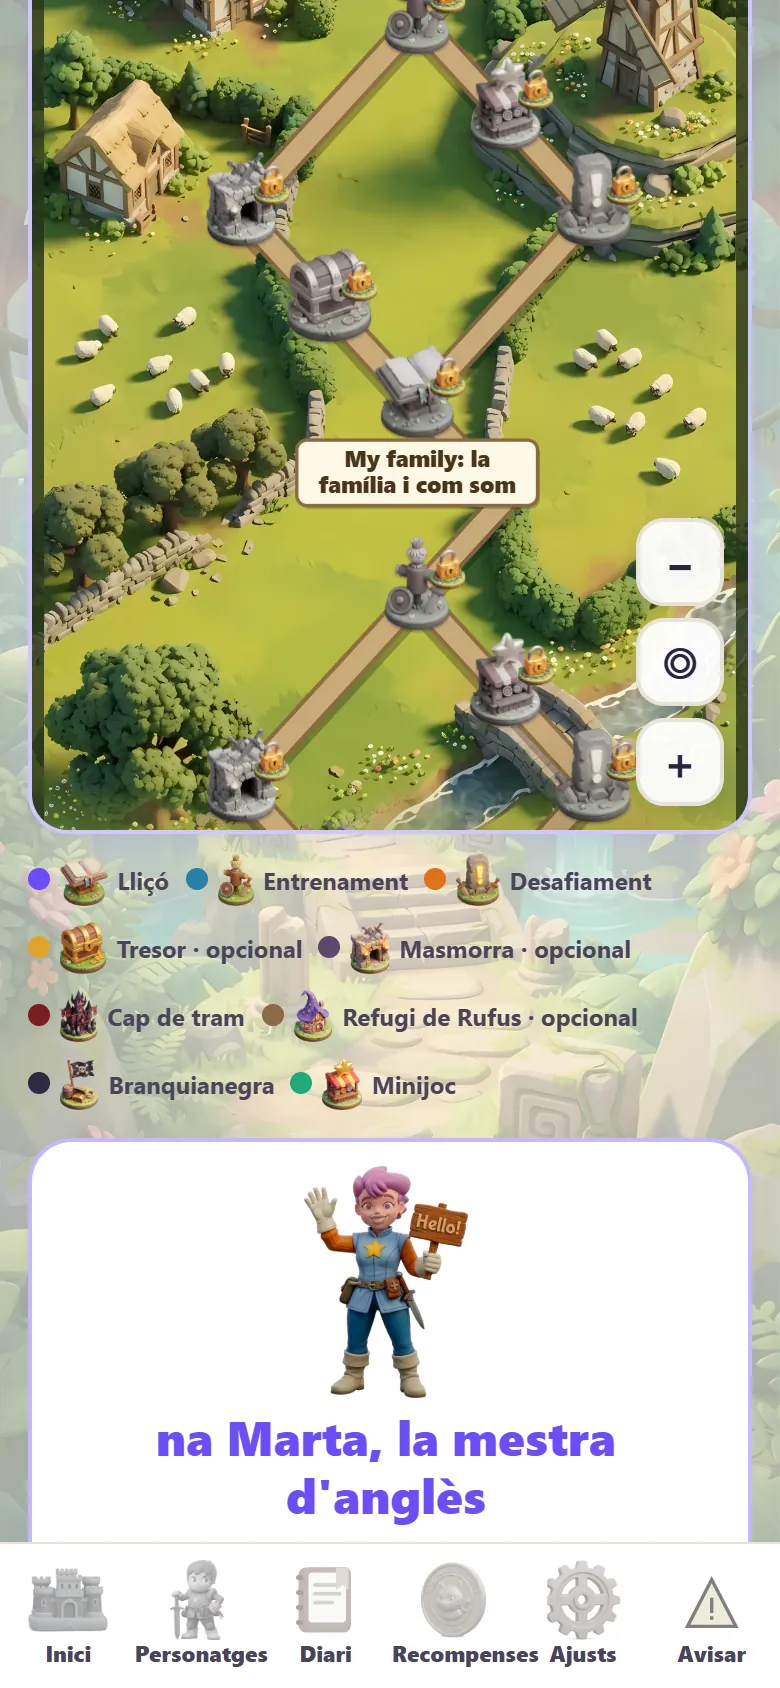 My family: la
família i com som
−
+
Lliçó
Entrenament
Desafiament
Tresor · opcional
Masmorra · opcional
Cap de tram
Refugi de Rufus · opcional
Branquianegra
Minijoc
Hello!
na Marta, la mestra
d'anglès
Inici
Personatges
Diari
Recompenses
Ajusts
Avisar